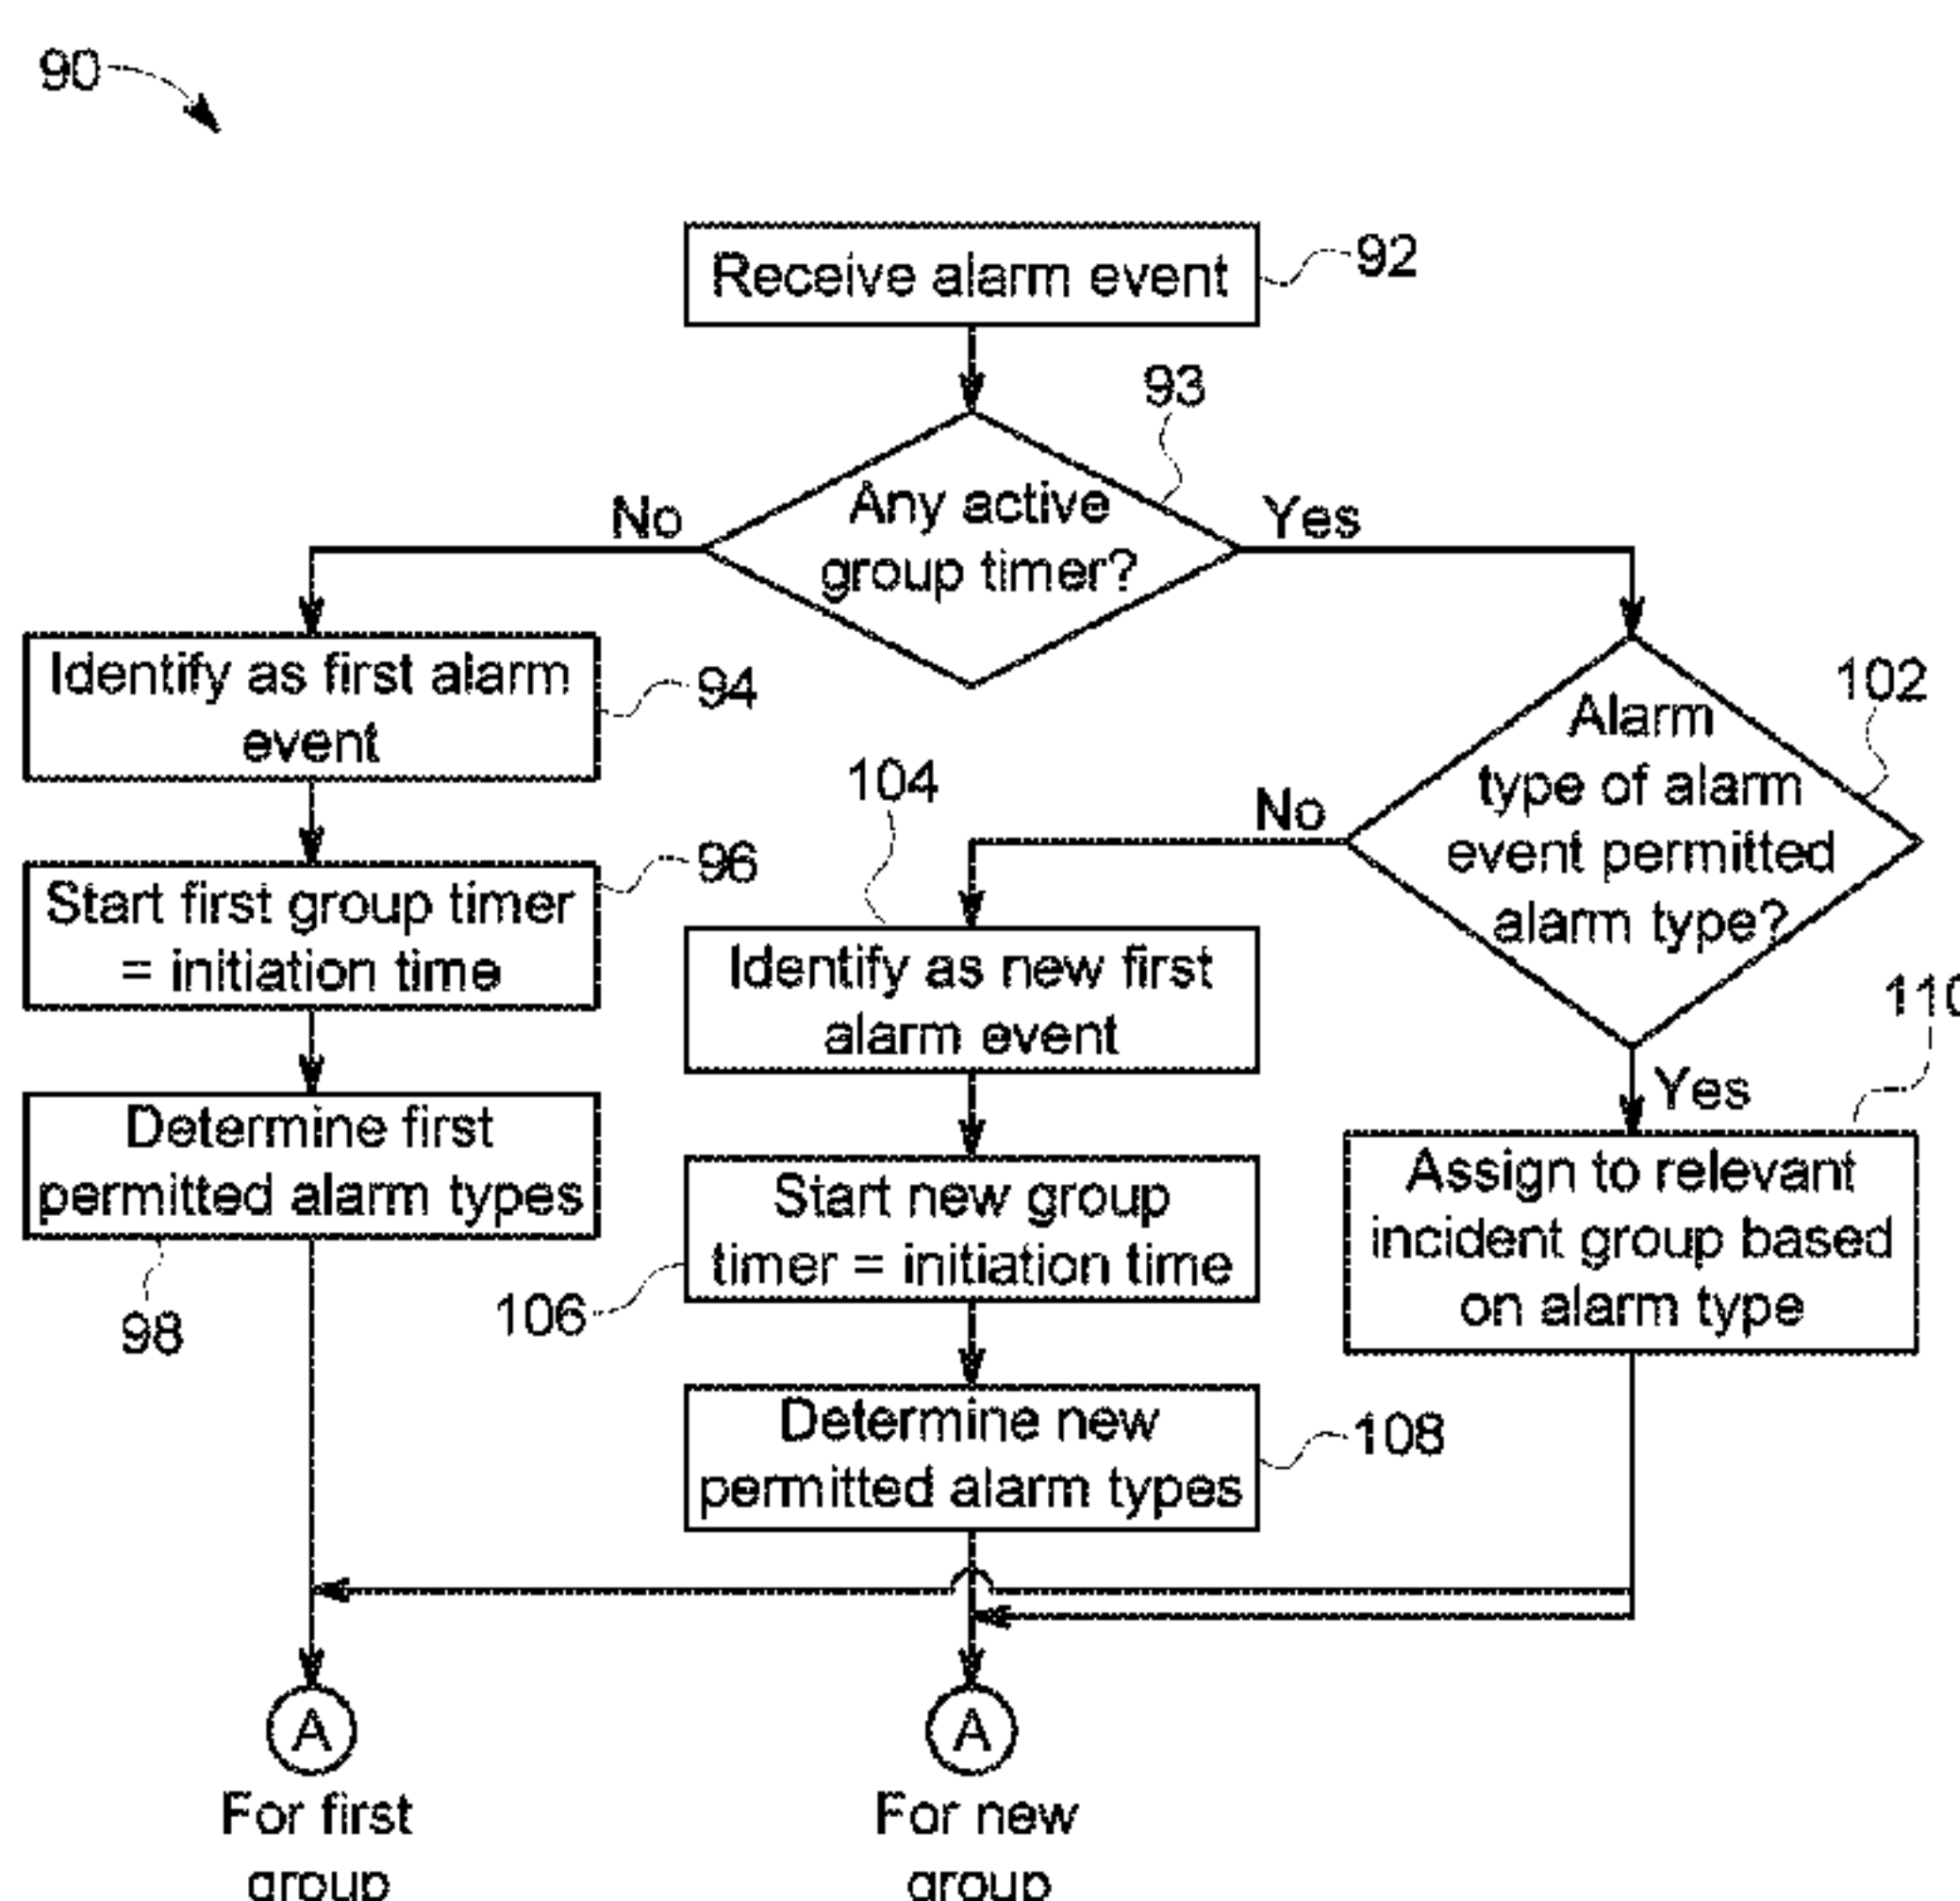 90
Receive alarm event
92
93
Any active
group timer?
No
Yes
Identify as first alarm
event
94
102
Alarm
type of alarm
event permitted
alarm type?
104
No
96
Start first group timer
= initiation time
Identify as new first
alarm event
110
Yes
Determine first
permitted alarm types
98
Start new group
timer = initiation time
106
Assign to relevant
incident group based
on alarm type
Determine new
permitted alarm types
108
A
For first
group
A
For new
group